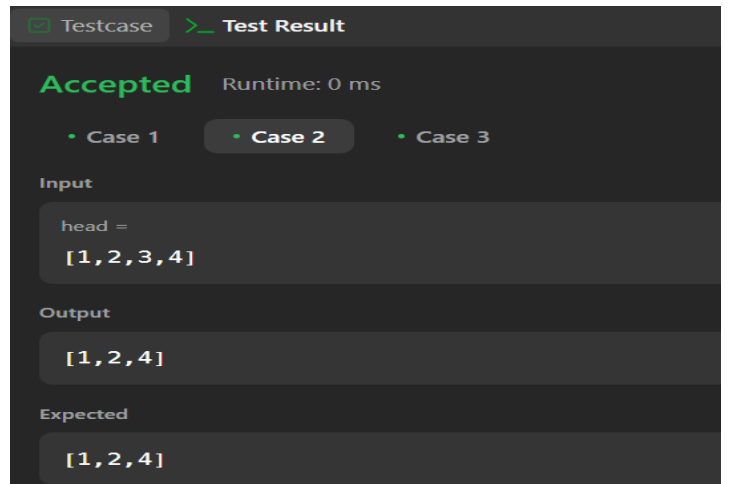 Testcase >_ Test Result
Accepted Runtime: 0 ms
• Case 1 • Case 2 • Case 3
Input
head =
[1,2,3,4]
Output
[1,2,4]
Expected
[1,2,4]